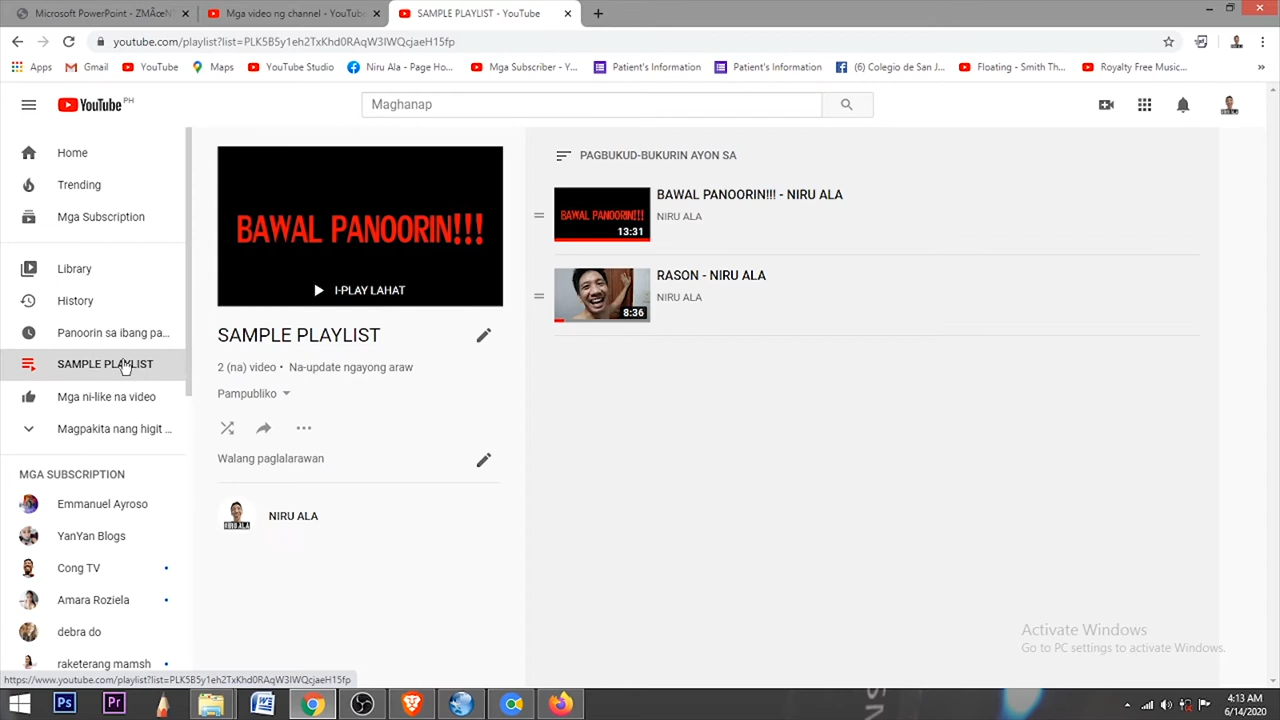 Microsoft PowerPoint - ZMÃœN
Mga video ng channel - YouTube
SAMPLE PLAYLIST - YouTube
youtube.com/playlist?list=PLK5B5y1eh2TxKhd0RAqW3IWQcjaeH15fp
Apps
Gmail
YouTube
Maps
YouTube Studio
Niru Ala - Page Ho...
Mga Subscriber - Y...
Patient's Information
Patient's Information
(6) Colegio de San J...
Floating - Smith Th...
Royalty Free Music...
»
YouTube PH
Maghanap
Home
Trending
Mga Subscription
Library
History
Panoorin sa ibang pa...
SAMPLE PLAYLIST
Mga ni-like na video
Magpakita nang higit ...
MGA SUBSCRIPTION
Emmanuel Ayroso
YanYan Blogs
Cong TV
Amara Roziela
debra do
raketerang mamsh
BAWAL PANOORIN!!!
I-PLAY LAHAT
SAMPLE PLAYLIST
2 (na) video • Na-update ngayong araw
Pampubliko
Walang paglalarawan
NIRU ALA
NIRU ALA
PAGBUKUD-BUKURIN AYON SA
BAWAL PANOORIN!!!
13:31
BAWAL PANOORIN!!! - NIRU ALA
NIRU ALA
8:36
RASON - NIRU ALA
NIRU ALA
Activate Windows
Go to PC settings to activate Windows.
https://www.youtube.com/playlist?list=PLK5B5y1eh2TxKhd0RAqW3IWQcjaeH15fp
Ps
Pr
W
4:13 AM
6/14/2020